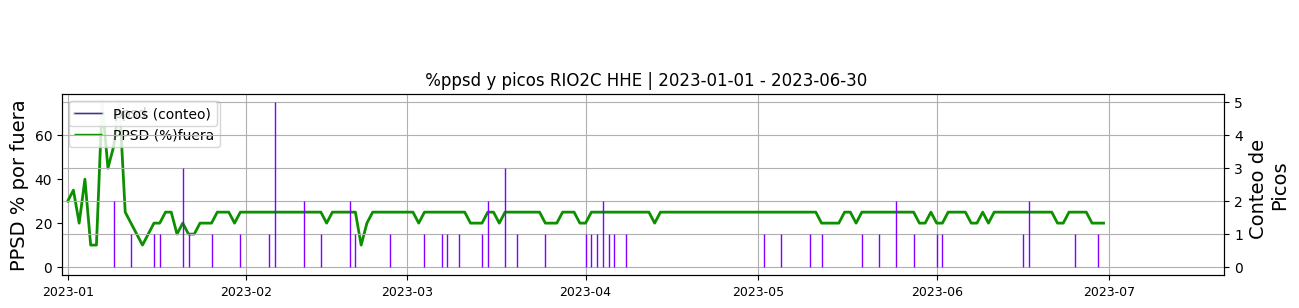 %ppsd y picos RIO2C HHE | 2023-01-01 - 2023-06-30
PPSD % por fuera
60
40
20
0
Picos (conteo)
PPSD (%)fuera
5
4
3
2
1
0
Conteo de
Picos
2023-01
2023-02
2023-03
2023-04
2023-05
2023-06
2023-07